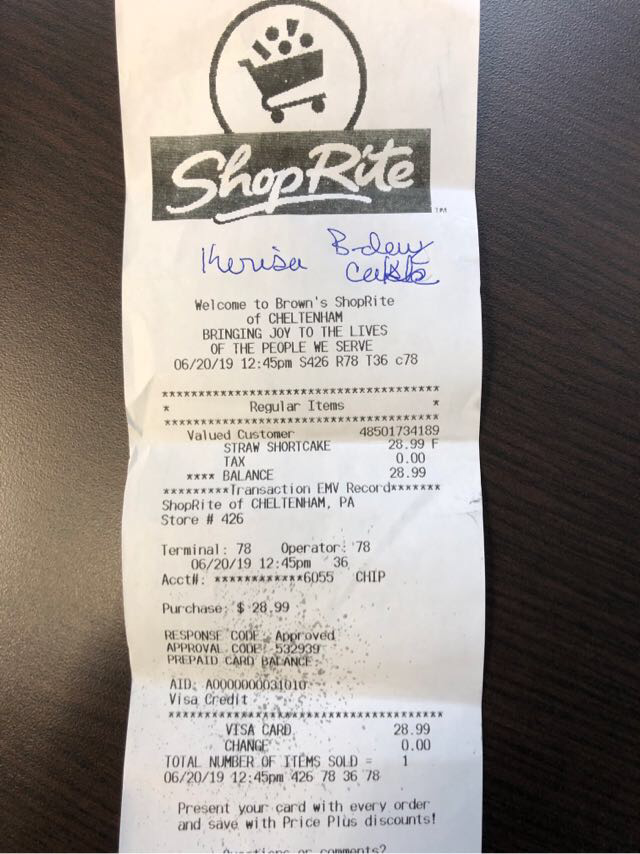 ShopRite
TM
B-day
Welcome to Brown's ShopRite
of CHELTENHAM
BRINGING JOY TO THE LIVES
OF THE PEOPLE WE SERVE
06/20/19 12:45pm S426 R78 T36 c78
****************************************
* Regular Items *
****************************************
Valued Customer 48501734189
STRAW SHORTCAKE 28.99 F
TAX 0.00
**** BALANCE 28.99
*********Transaction EMV Record*******
ShopRite of CHELTENHAM, PA
Store # 426
Terminal: 78 Operator: 78
06/20/19 12:45pm 36
Acct#: ************6055 CHIP
Purchase: $ 28.99
RESPONSE CODE: Approved
APPROVAL CODE: 532939
PREPAID CARD BALANCE:
AID: A0000000031010
Visa Credit
****************************************
VISA CARD 28.99
CHANGE 0.00
TOTAL NUMBER OF ITEMS SOLD = 1
06/20/19 12:45pm 426 78 36 78
Present your card with every order
and save with Price Plus discounts!
Questions or comments?